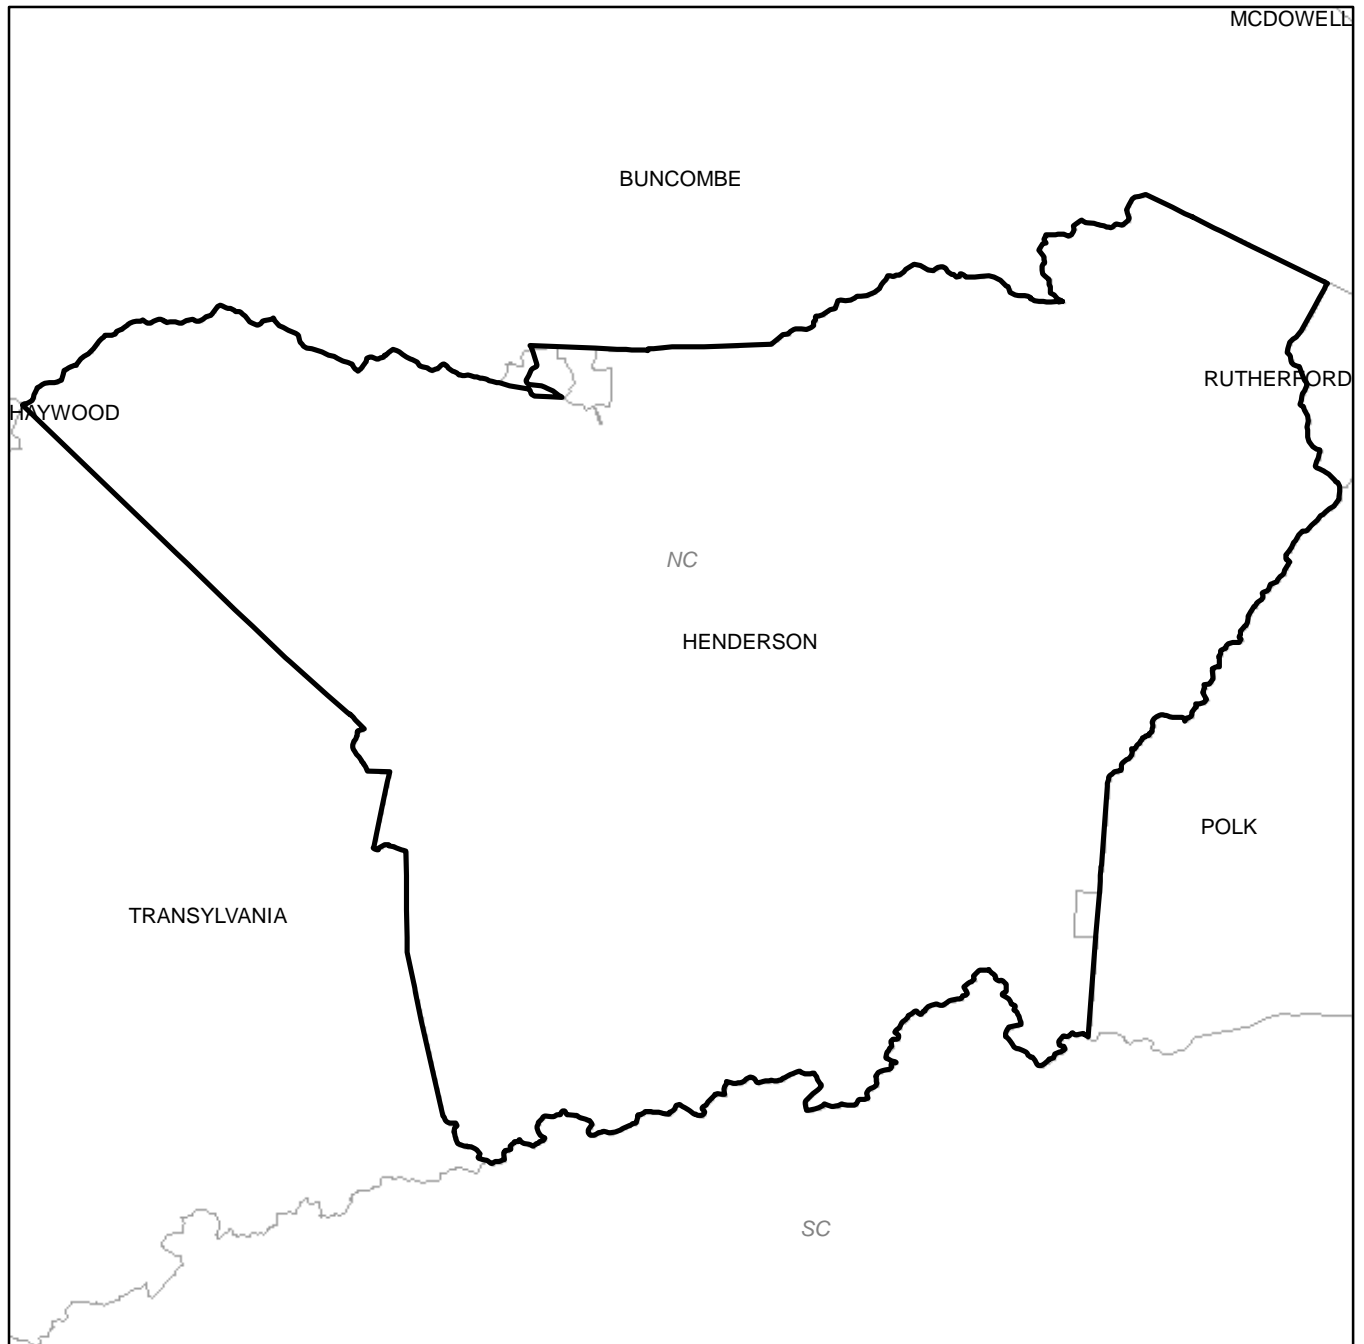 MCDOWELL
BUNCOMBE
RUTHERFORD
HAYWOOD
NC
HENDERSON
POLK
TRANSYLVANIA
SC